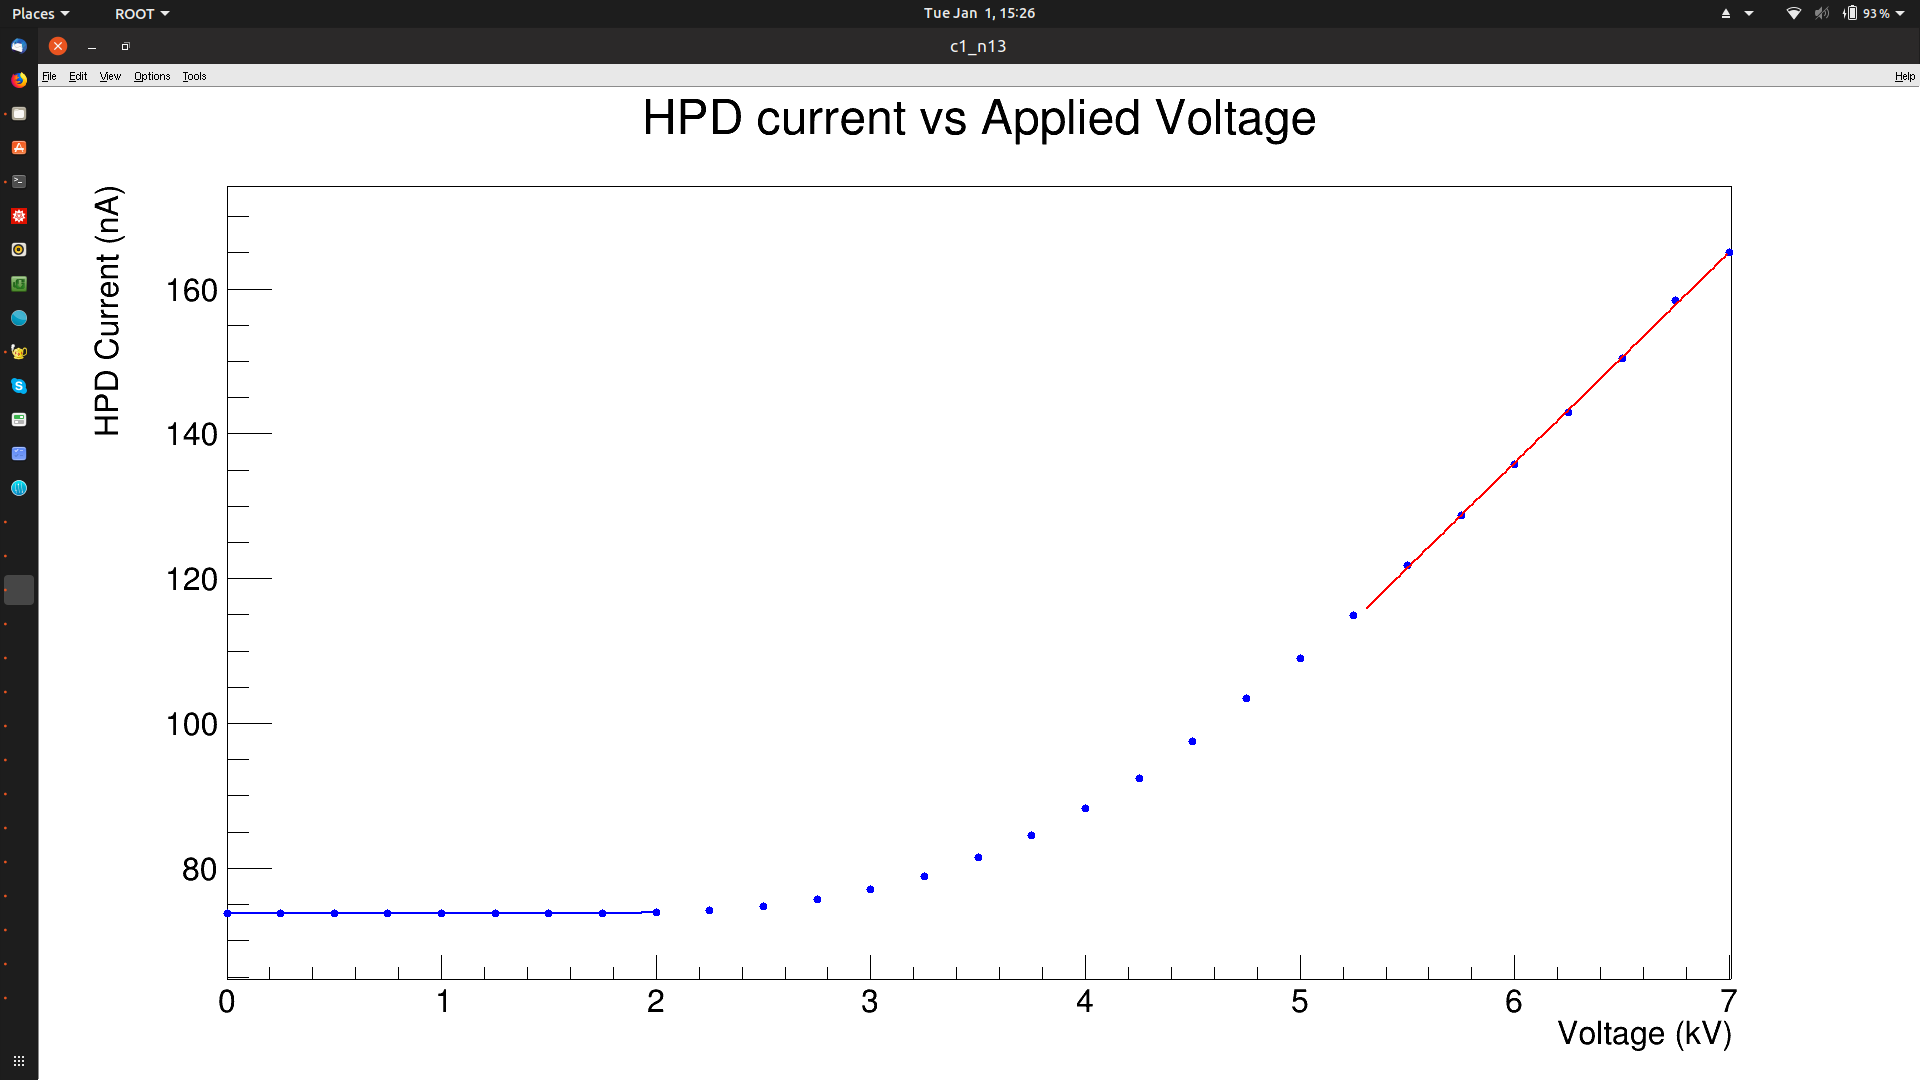 Places ROOT Tue Jan 1, 15:26 93 %
c1_n13
File Edit View Options Tools Help
HPD current vs Applied Voltage
HPD Current (nA)
160
140
120
100
80
0 1 2 3 4 5 6 7
Voltage (kV)